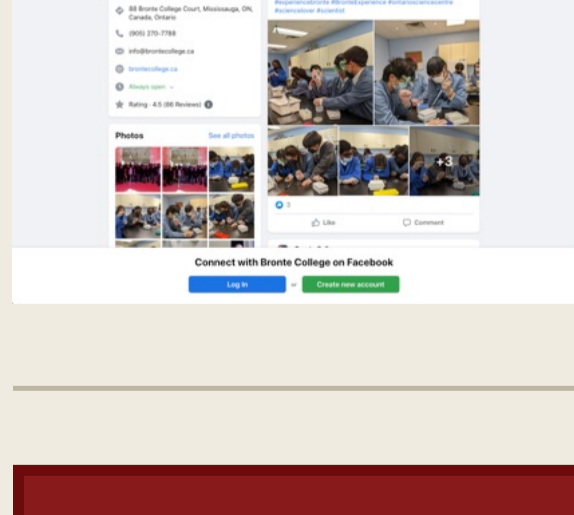 88 Bronte College Court, Mississauga, ON,
Canada, Ontario
(905) 270-7788
info@brontecollege.ca
brontecollege.ca
Always open
Rating · 4.5 (86 Reviews)
Photos
See all photos
#experiencebronte #BronteExperience #ontariosciencecentre
#sciencelover #scientist
+3
3
Like
Comment
Connect with Bronte College on Facebook
Log In
or
Create new account